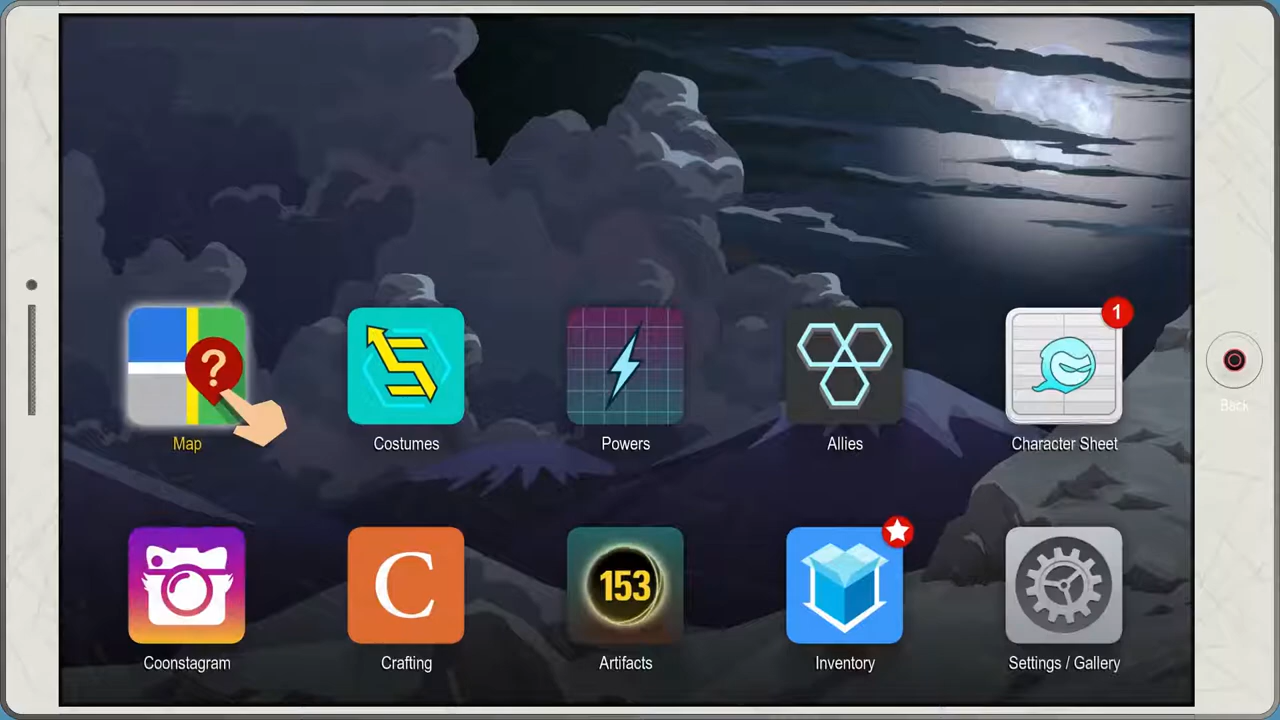 ?
1
Map
Costumes
Powers
Allies
Character Sheet
Back
C
153
Coonstagram
Crafting
Artifacts
Inventory
Settings / Gallery